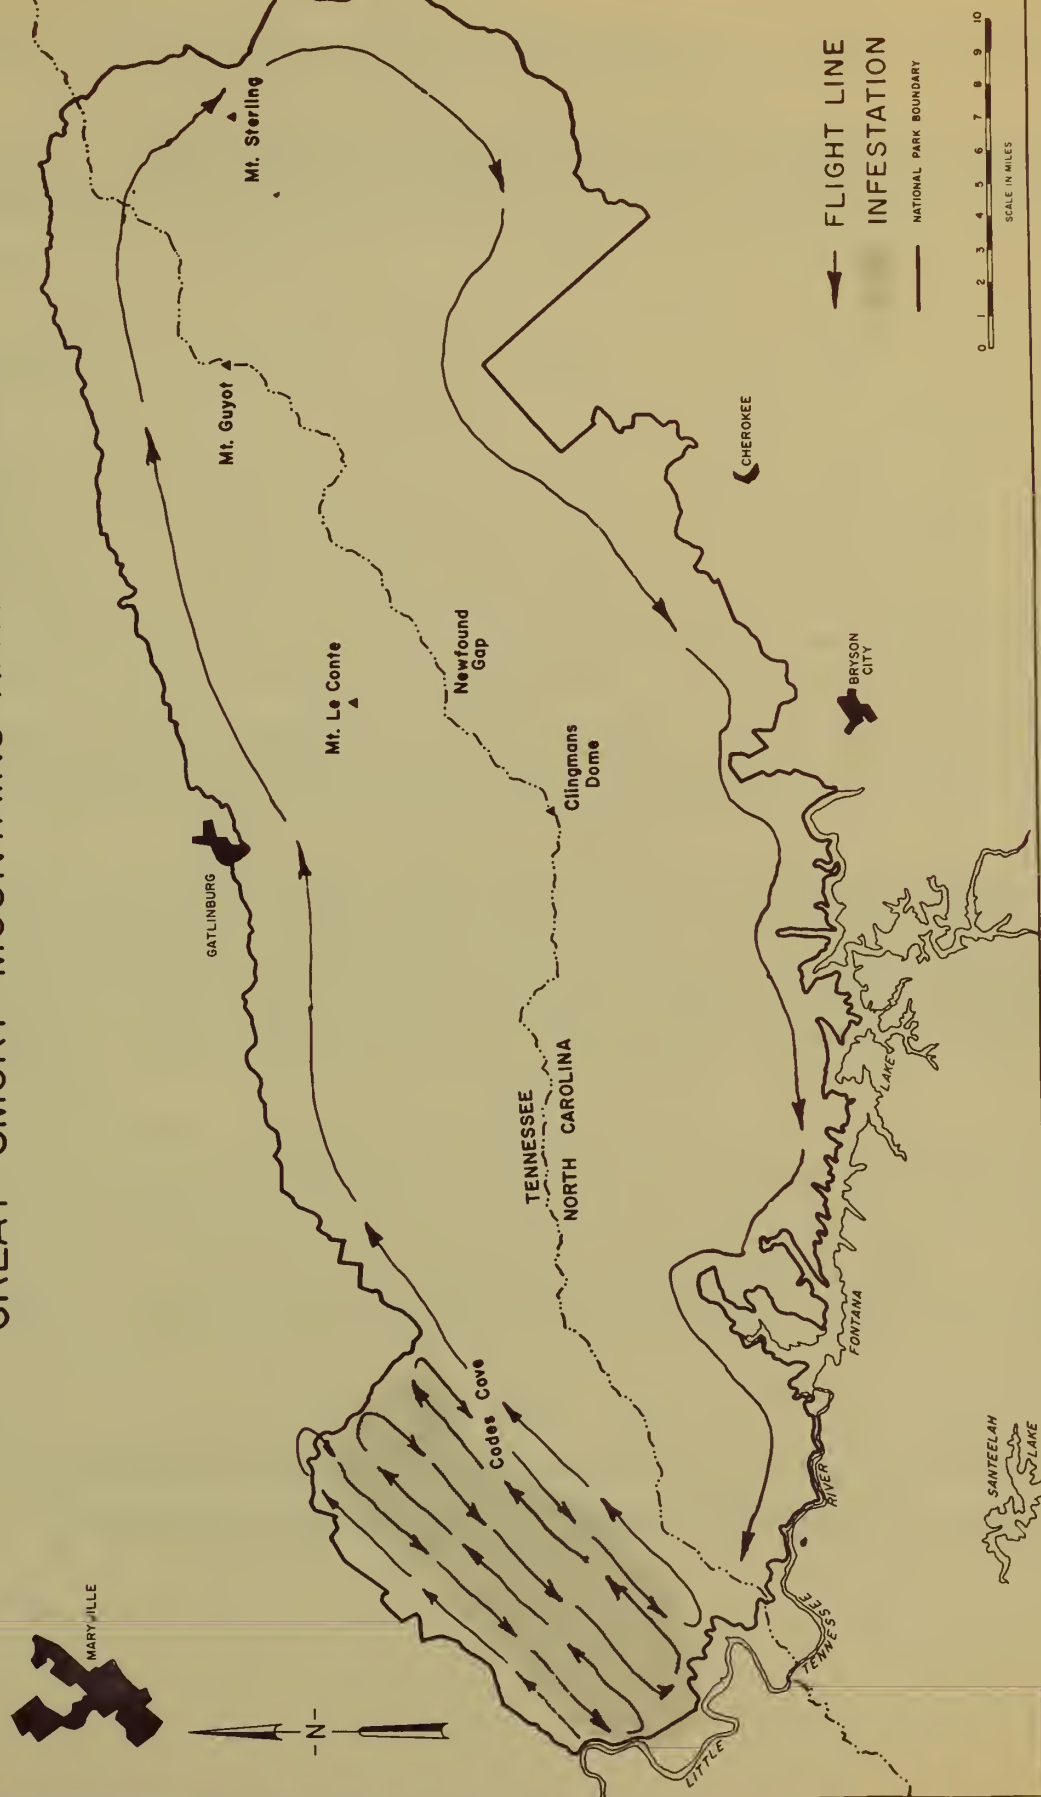 GREAT SMOKY MOUNTAINS
MARYVILLE
GATLINBURG
Mt. Sterling
Mt. Guyot
Mt. Le Conte
Newfound
Gap
Clingmans
Dome
TENNESSEE
NORTH CAROLINA
Codes Cove
CHEROKEE
BRYSON
CITY
FONTANA
LAKE
LITTLE
TENNESSEE
RIVER
SANTEELAH
LAKE
-N-
FLIGHT LINE
INFESTATION
NATIONAL PARK BOUNDARY
0 1 2 3 4 5 6 7 8 9 10
SCALE IN MILES